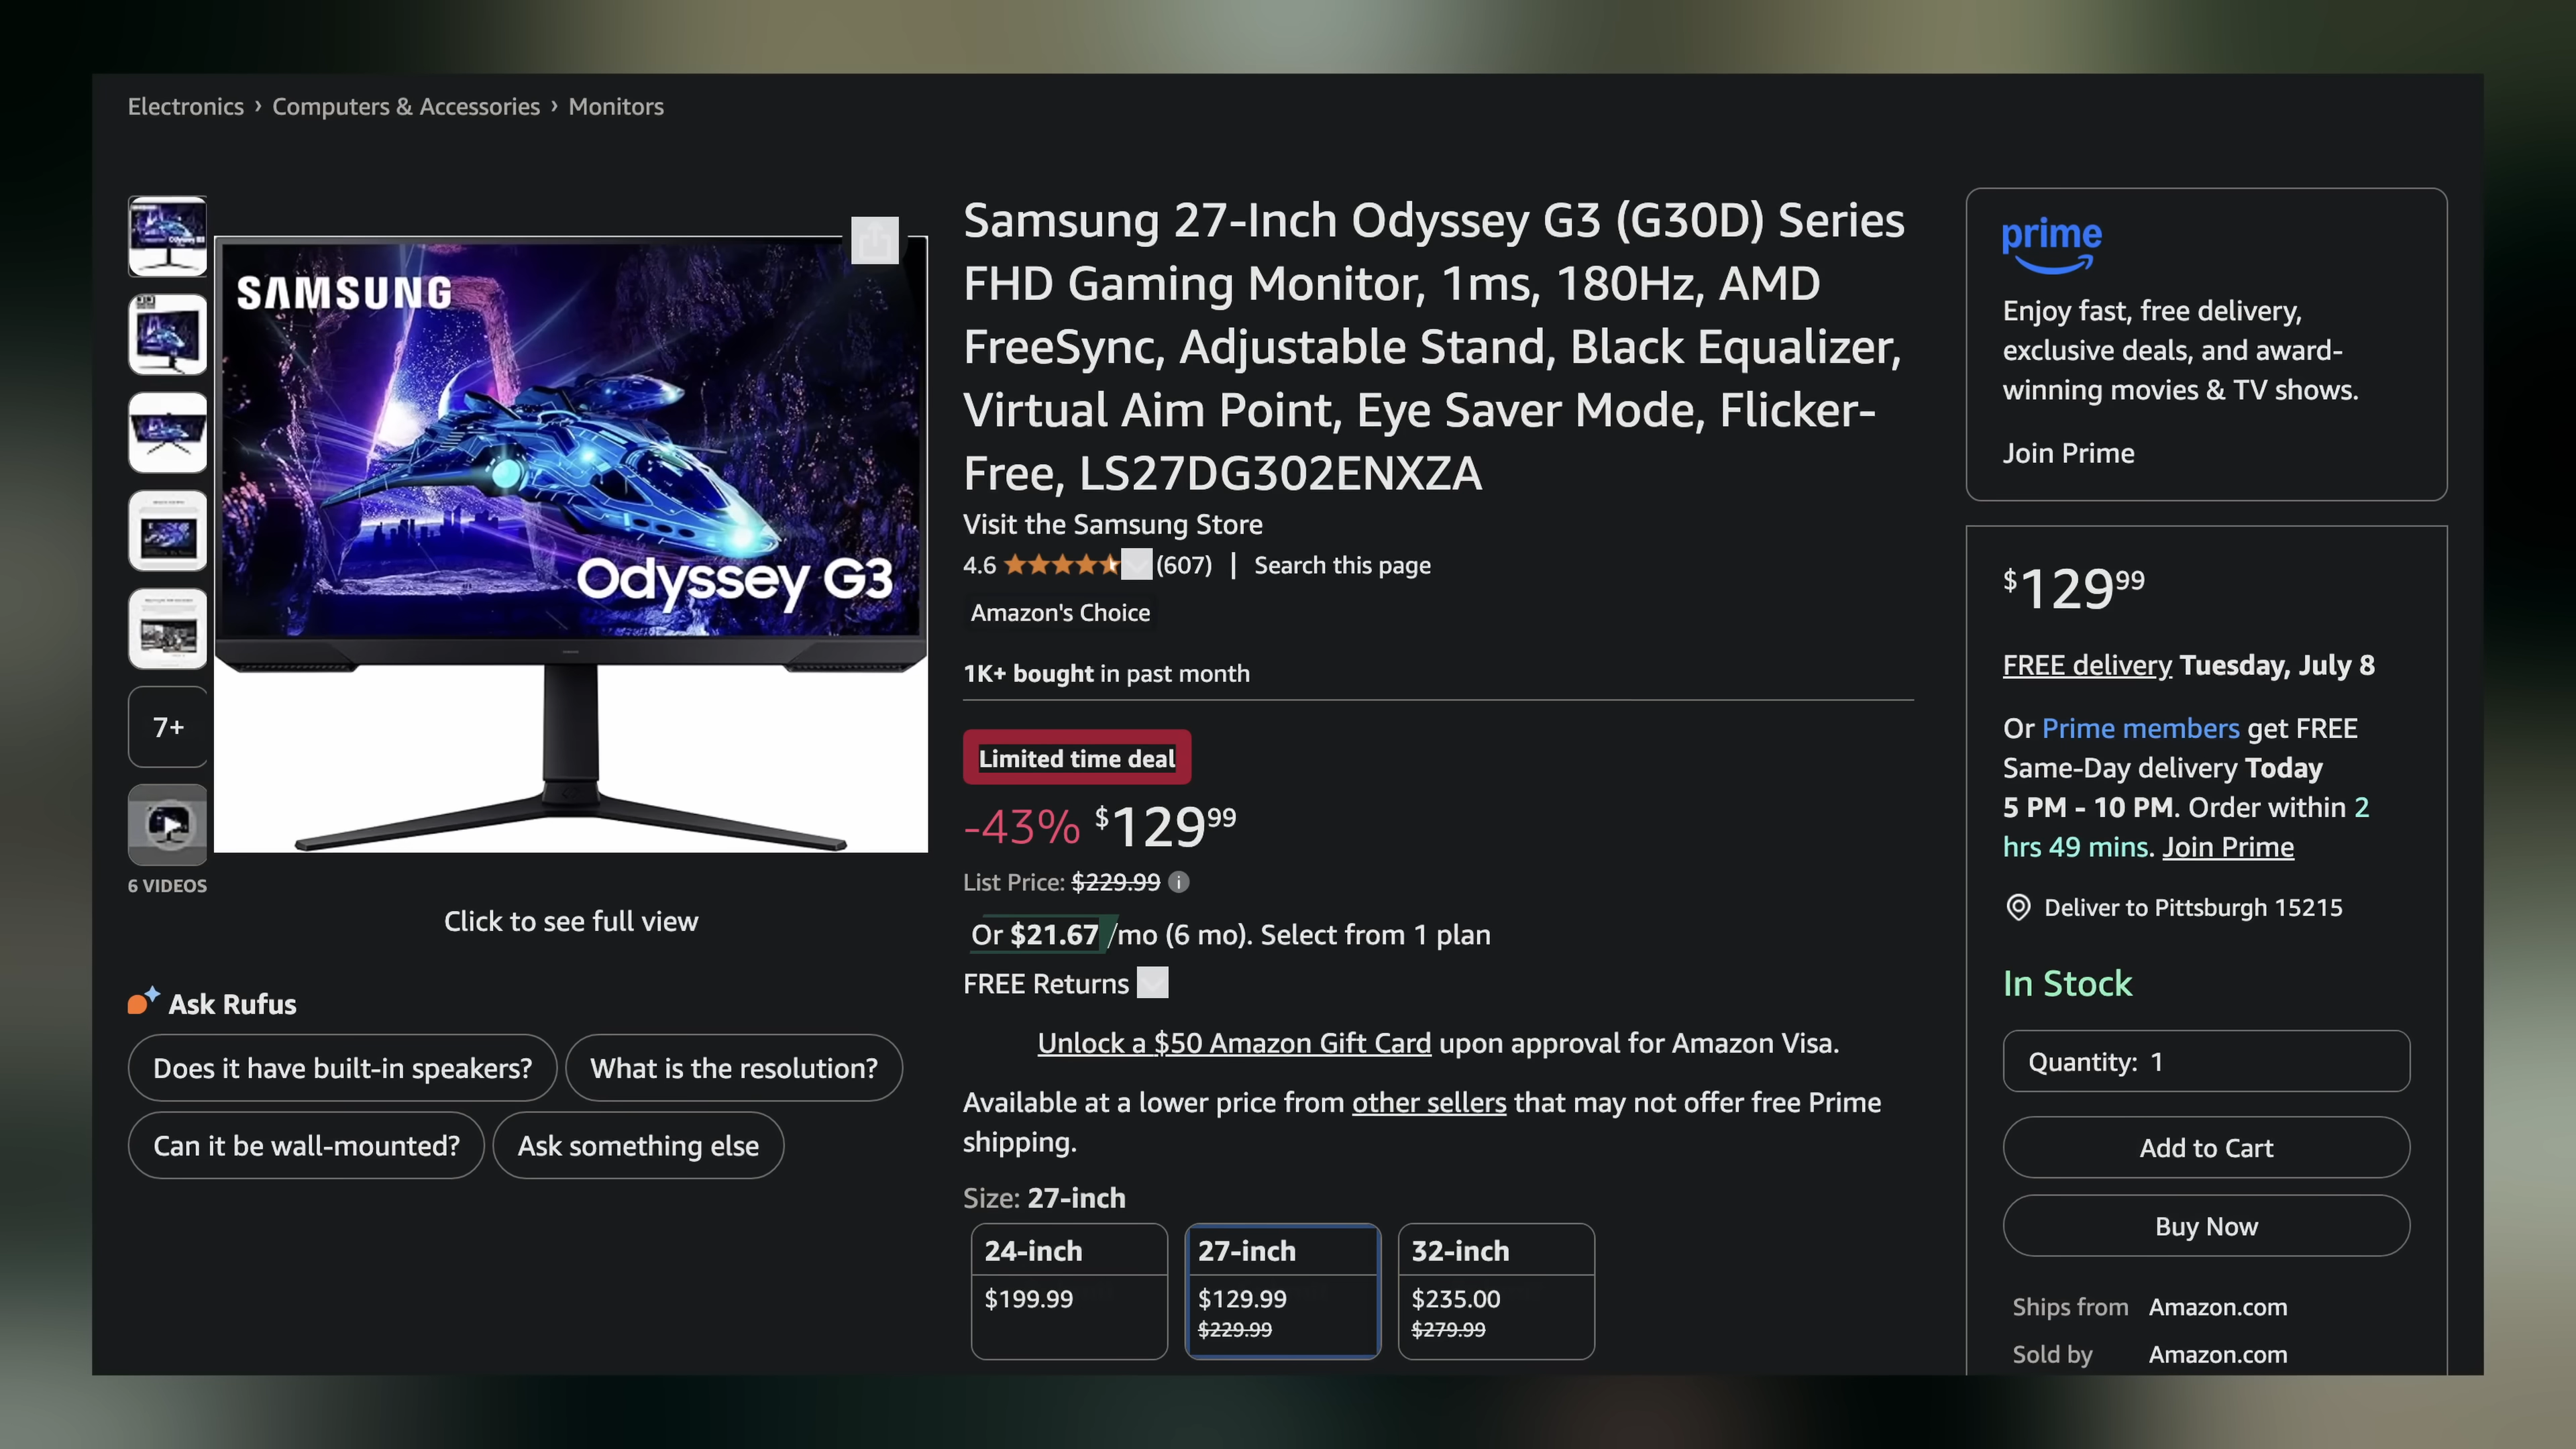 Electronics › Computers & Accessories › Monitors
SAMSUNG
Odyssey G3
7+
6 VIDEOS
Click to see full view
Ask Rufus
Does it have built-in speakers?
What is the resolution?
Can it be wall-mounted?
Ask something else
Samsung 27-Inch Odyssey G3 (G30D) Series
FHD Gaming Monitor, 1ms, 180Hz, AMD
FreeSync, Adjustable Stand, Black Equalizer,
Virtual Aim Point, Eye Saver Mode, Flicker-
Free, LS27DG302ENXZA
Visit the Samsung Store
4.6 (607) | Search this page
Amazon's Choice
1K+ bought in past month
Limited time deal
-43% $129.99
List Price: $229.99
Or $21.67 /mo (6 mo). Select from 1 plan
FREE Returns
Unlock a $50 Amazon Gift Card upon approval for Amazon Visa.
Available at a lower price from other sellers that may not offer free Prime
shipping.
Size: 27-inch
24-inch
$199.99
27-inch
$129.99
$229.99
32-inch
$235.00
$279.99
prime
Enjoy fast, free delivery,
exclusive deals, and award-
winning movies & TV shows.
Join Prime
$129.99
FREE delivery Tuesday, July 8
Or Prime members get FREE
Same-Day delivery Today
5 PM - 10 PM. Order within 2
hrs 49 mins. Join Prime
Deliver to Pittsburgh 15215
In Stock
Quantity: 1
Add to Cart
Buy Now
Ships from Amazon.com
Sold by Amazon.com